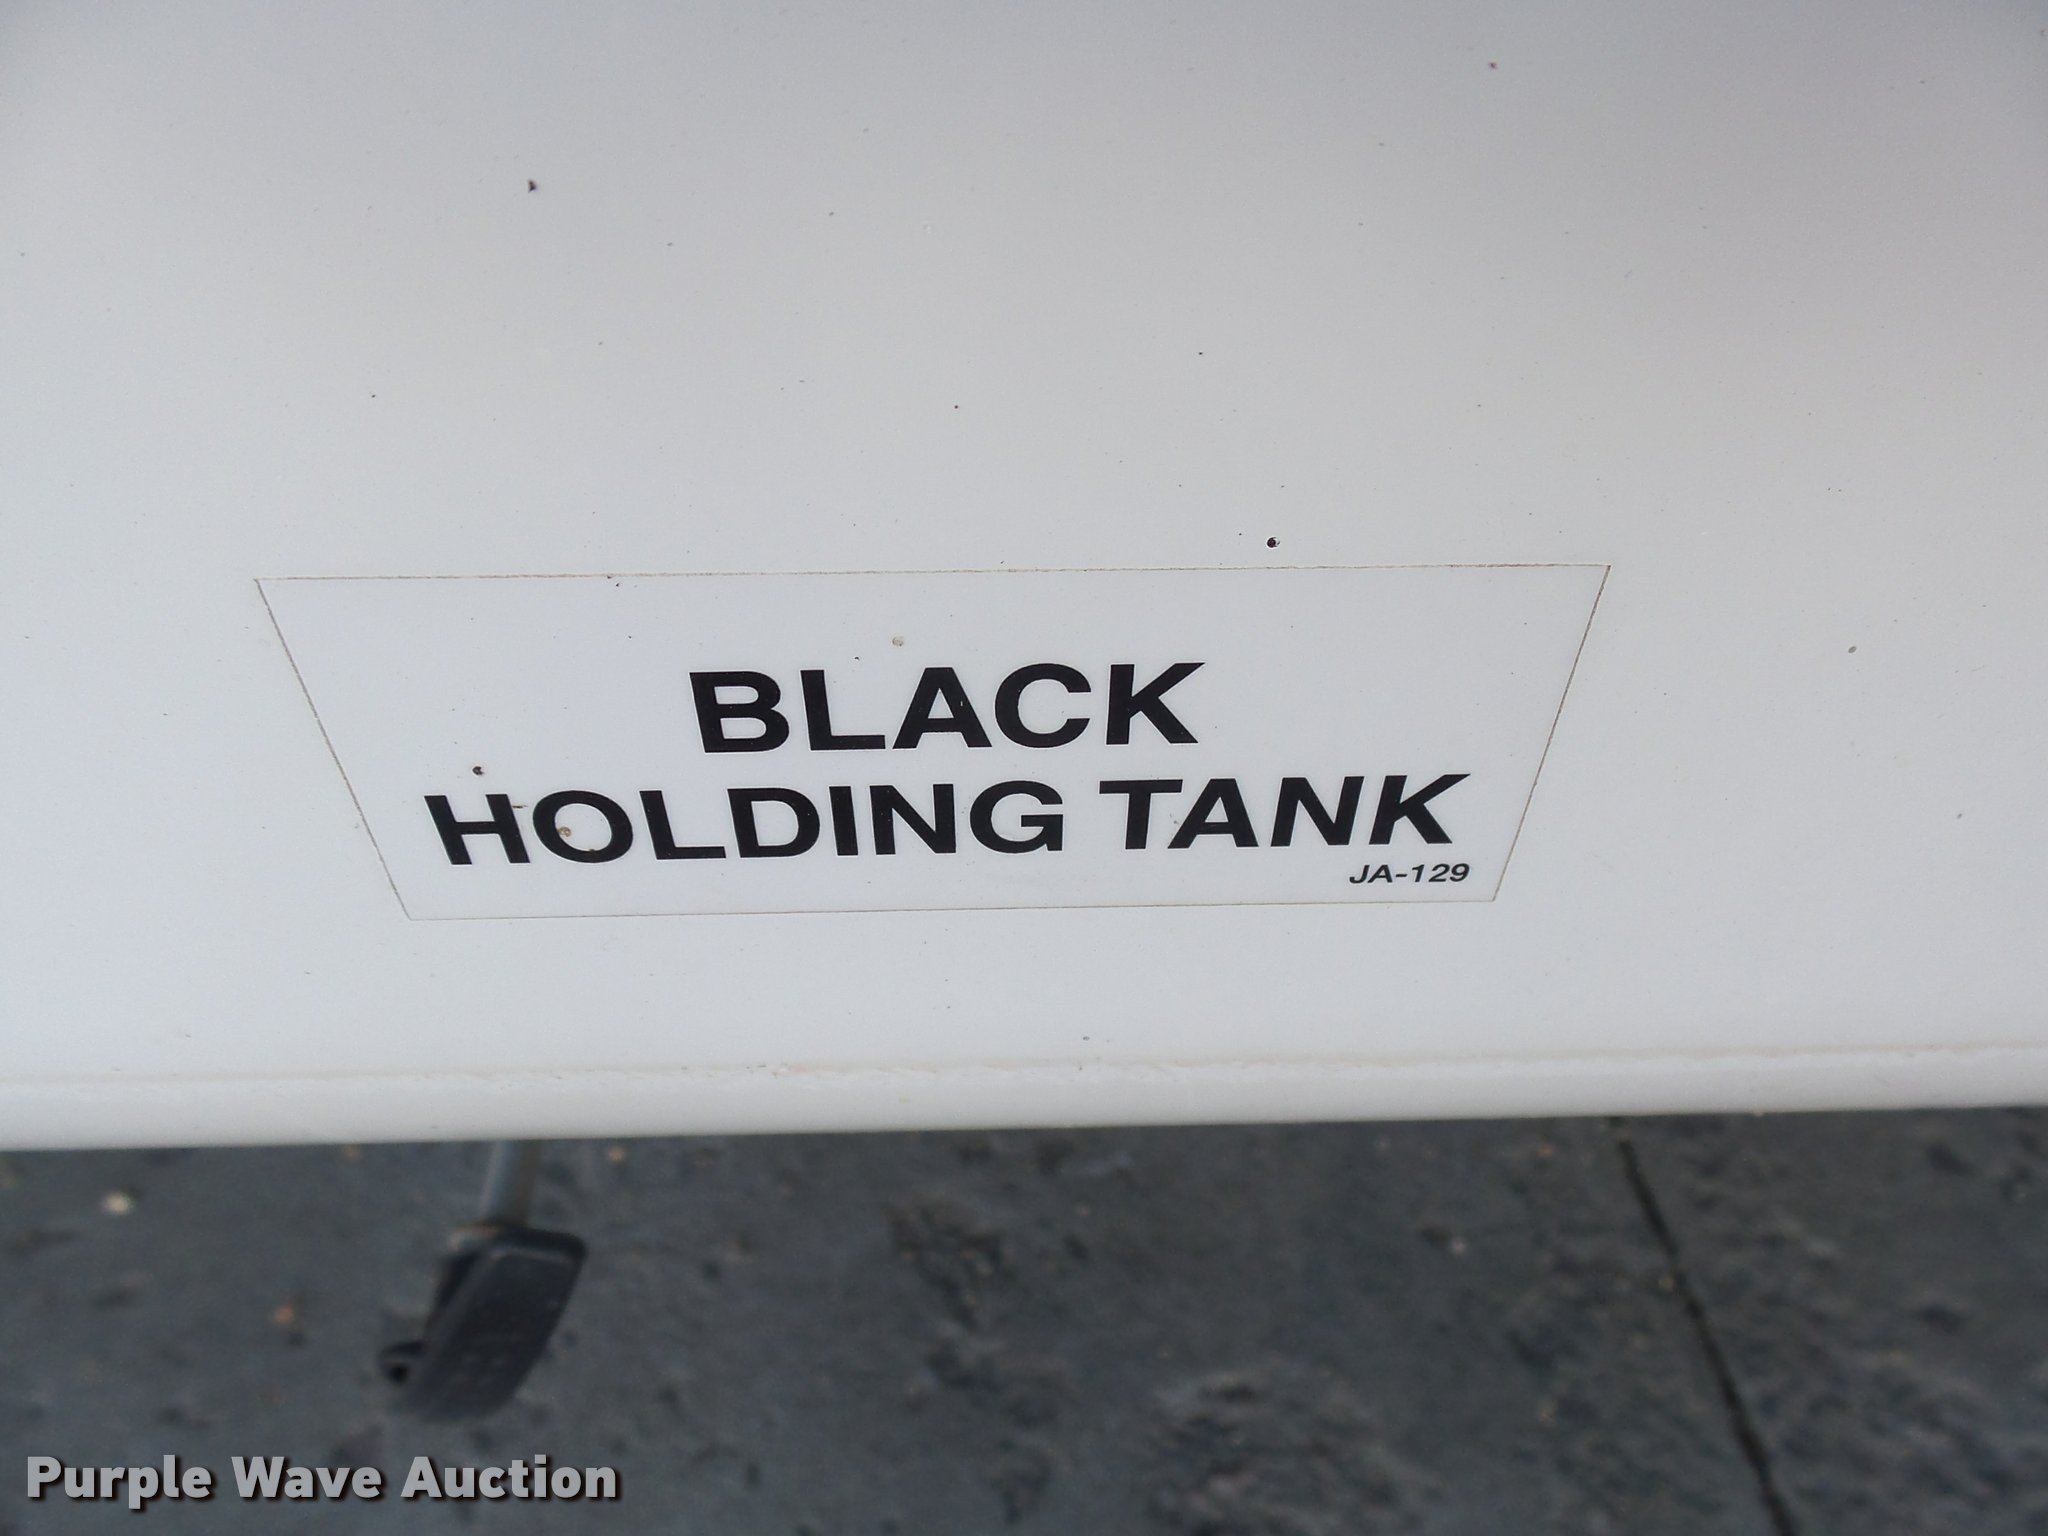 BLACK
HOLDING TANK
JA-129
Purple Wave Auction